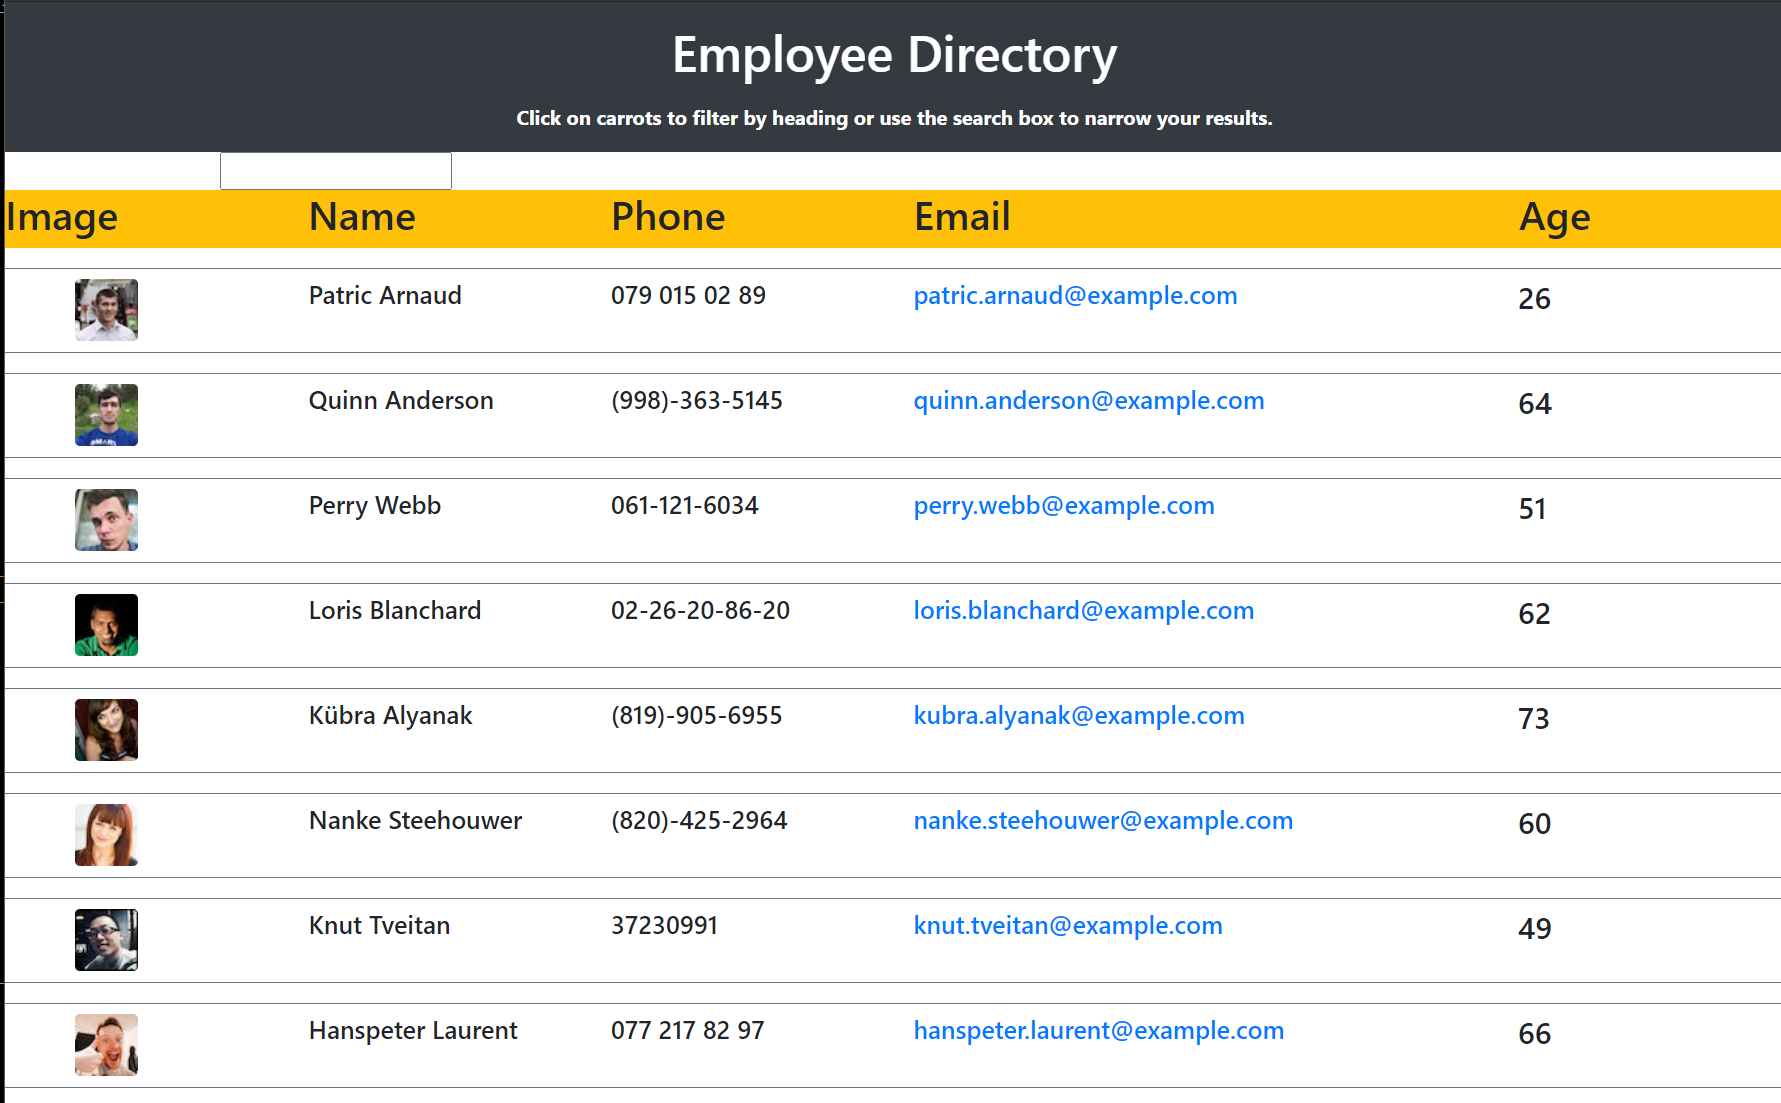 Employee Directory
Click on carrots to filter by heading or use the search box to narrow your results.
Image Name Phone Email Age
Patric Arnaud 079 015 02 89 patric.arnaud@example.com 26
Quinn Anderson (998)-363-5145 quinn.anderson@example.com 64
Perry Webb 061-121-6034 perry.webb@example.com 51
Loris Blanchard 02-26-20-86-20 loris.blanchard@example.com 62
Kübra Alyanak (819)-905-6955 kubra.alyanak@example.com 73
Nanke Steehouwer (820)-425-2964 nanke.steehouwer@example.com 60
Knut Tveitan 37230991 knut.tveitan@example.com 49
Hanspeter Laurent 077 217 82 97 hanspeter.laurent@example.com 66